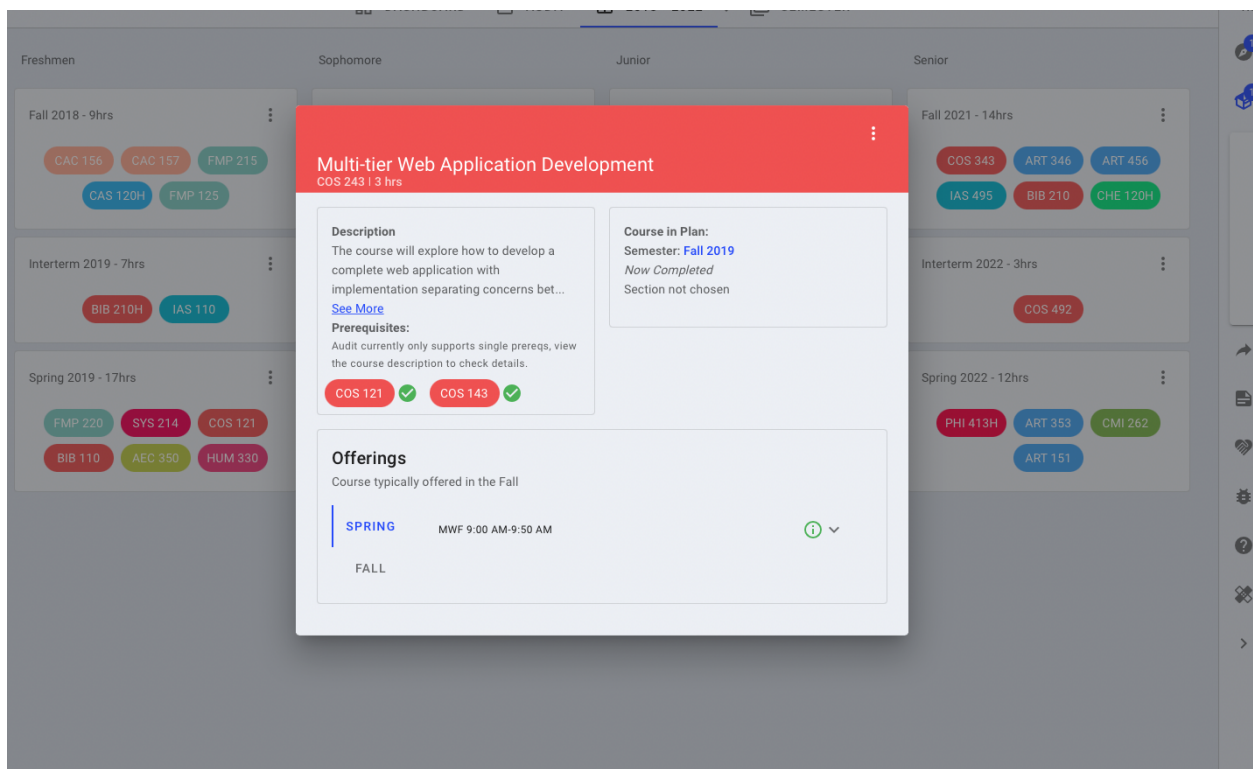 Freshmen
Sophomore
Junior
Senior
Fall 2018 - 9hrs
CAC 156
CAC 157
FMP 215
CAS 120H
FMP 125
Interterm 2019 - 7hrs
BIB 210H
IAS 110
Spring 2019 - 17hrs
FMP 220
SYS 214
COS 121
BIB 110
AEC 350
HUM 330
Multi-tier Web Application Development
COS 243 | 3 hrs
Description
The course will explore how to develop a
complete web application with
implementation separating concerns bet...
See More
Prerequisites:
Audit currently only supports single prereqs, view
the course description to check details.
COS 121
COS 143
Course in Plan:
Semester: Fall 2019
Now Completed
Section not chosen
Offerings
Course typically offered in the Fall
SPRING
MWF 9:00 AM-9:50 AM
FALL
Fall 2021 - 14hrs
COS 343
ART 346
ART 456
IAS 495
BIB 210
CHE 120H
Interterm 2022 - 3hrs
COS 492
Spring 2022 - 12hrs
PHI 413H
ART 353
CMI 262
ART 151